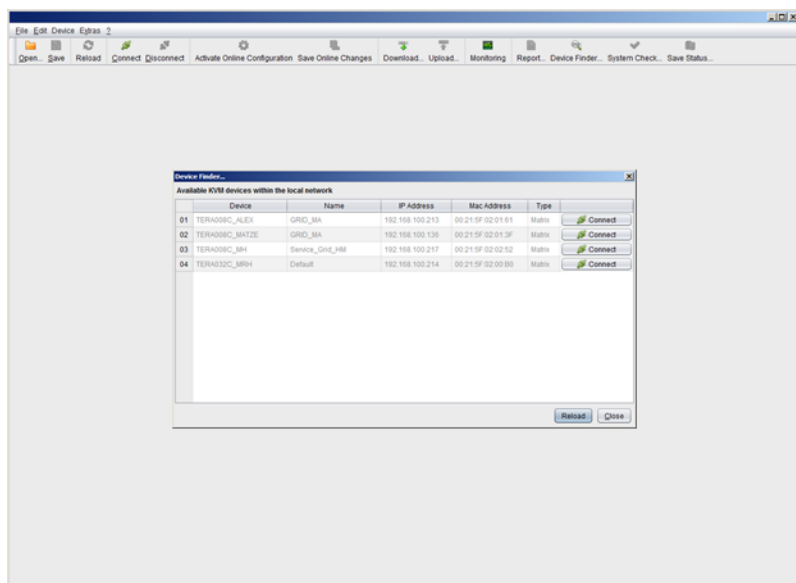 File Edit Device Extras ?
Open... Save Reload Connect Disconnect Activate Online Configuration Save Online Changes Download... Upload... Monitoring Report... Device Finder... System Check... Save Status...
Device Finder...
Available KVM devices within the local network
Device Name IP Address Mac Address Type
01 TERA008C_ALEX GRID_MA 192.168.100.213 00:21:5F:02:01:61 Matrix Connect
02 TERA008C_MATZE GRID_MA 192.168.100.136 00:21:5F:02:01:3F Matrix Connect
03 TERA008C_MH Service_Grid_HM 192.168.100.217 00:21:5F:02:02:52 Matrix Connect
04 TERA032C_MRH Default 192.168.100.214 00:21:5F:02:00:B0 Matrix Connect
Reload Close